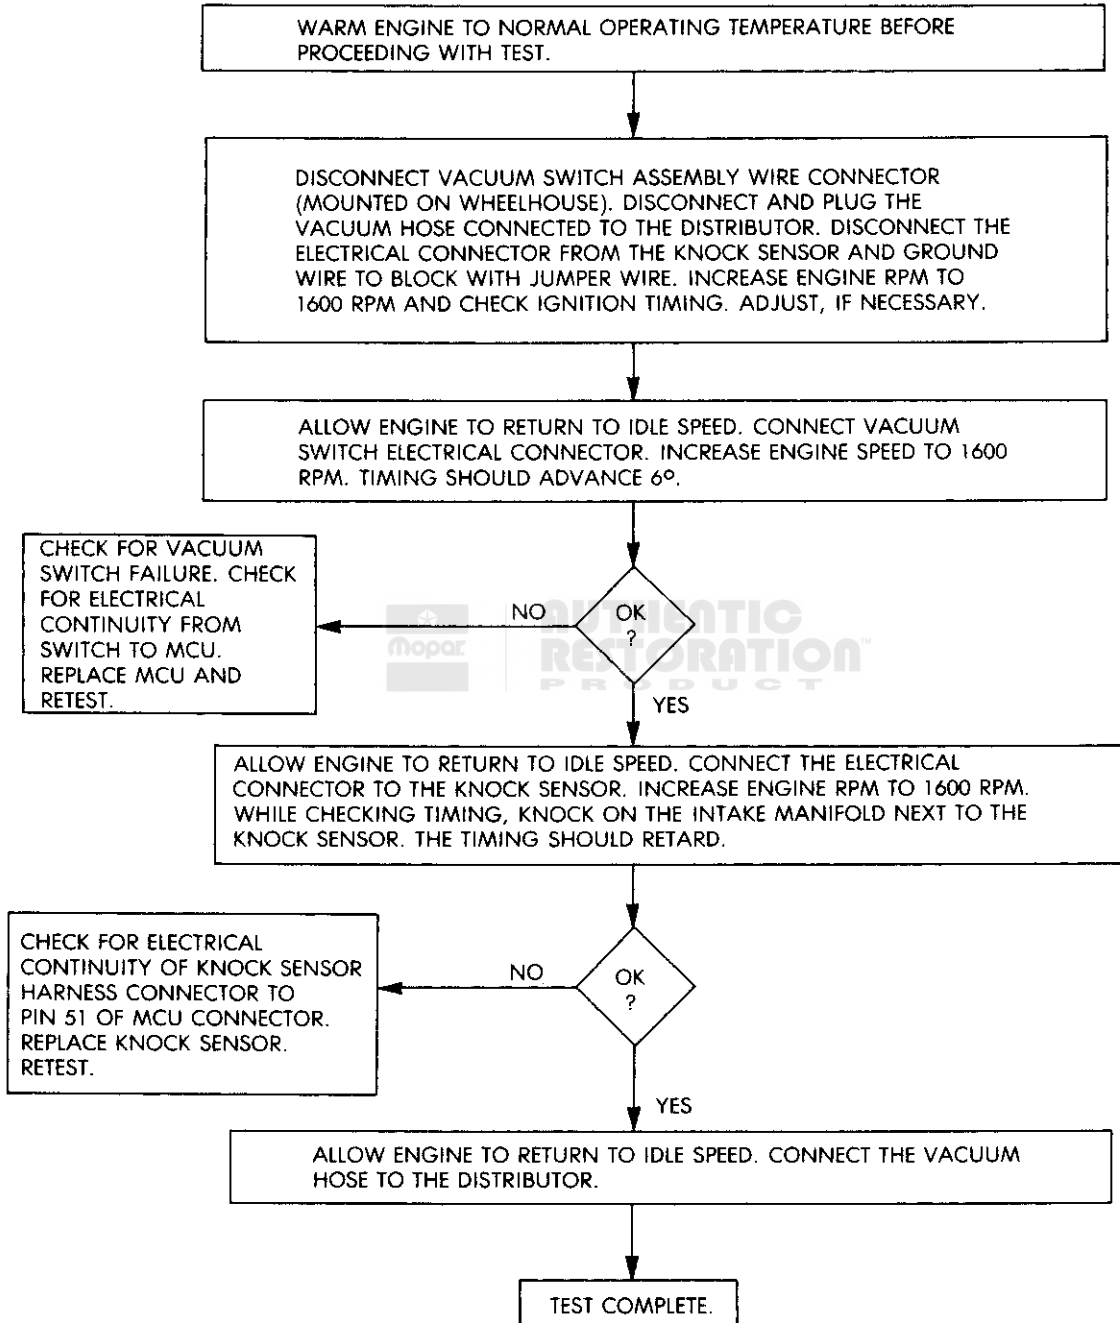 WARM ENGINE TO NORMAL OPERATING TEMPERATURE BEFORE
PROCEEDING WITH TEST.
DISCONNECT VACUUM SWITCH ASSEMBLY WIRE CONNECTOR
(MOUNTED ON WHEELHOUSE). DISCONNECT AND PLUG THE
VACUUM HOSE CONNECTED TO THE DISTRIBUTOR. DISCONNECT THE
ELECTRICAL CONNECTOR FROM THE KNOCK SENSOR AND GROUND
WIRE TO BLOCK WITH JUMPER WIRE. INCREASE ENGINE RPM TO
1600 RPM AND CHECK IGNITION TIMING. ADJUST, IF NECESSARY.
ALLOW ENGINE TO RETURN TO IDLE SPEED. CONNECT VACUUM
SWITCH ELECTRICAL CONNECTOR. INCREASE ENGINE SPEED TO 1600
RPM. TIMING SHOULD ADVANCE 6º.
CHECK FOR VACUUM
SWITCH FAILURE. CHECK
FOR ELECTRICAL
CONTINUITY FROM
SWITCH TO MCU.
REPLACE MCU AND
RETEST.
NO
OK
?
YES
Mopar
AUTHENTIC
RESTORATION™
PRODUCT
ALLOW ENGINE TO RETURN TO IDLE SPEED. CONNECT THE ELECTRICAL
CONNECTOR TO THE KNOCK SENSOR. INCREASE ENGINE RPM TO 1600 RPM.
WHILE CHECKING TIMING, KNOCK ON THE INTAKE MANIFOLD NEXT TO THE
KNOCK SENSOR. THE TIMING SHOULD RETARD.
CHECK FOR ELECTRICAL
CONTINUITY OF KNOCK SENSOR
HARNESS CONNECTOR TO
PIN 51 OF MCU CONNECTOR.
REPLACE KNOCK SENSOR.
RETEST.
NO
OK
?
YES
ALLOW ENGINE TO RETURN TO IDLE SPEED. CONNECT THE VACUUM
HOSE TO THE DISTRIBUTOR.
TEST COMPLETE.